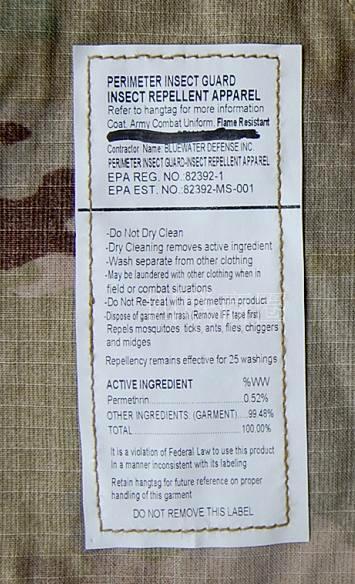 PERIMETER INSECT GUARD
INSECT REPELLENT APPAREL
Refer to hangtag for more information
Coat, Army Combat Uniform, Flame Resistant
Contractor Name: BLUEWATER DEFENSE INC.
PERIMETER INSECT GUARD-INSECT REPELLENT APPAREL
EPA REG. NO.:82392-1
EPA EST. NO.:82392-MS-001
-Do Not Dry Clean
-Dry Cleaning removes active ingredient
-Wash separate from other clothing
-May be laundered with other clothing when in
field or combat situations
-Do Not Re-treat with a permethrin product
-Dispose of garment in trash (Remove IFF tape first)
Repels mosquitoes, ticks, ants, flies, chiggers
and midges
Repellency remains effective for 25 washings
ACTIVE INGREDIENT %WW
Permethrin.......................0.52%
OTHER INGREDIENTS: (GARMENT)....99.48%
TOTAL..........................100.00%
It is a violation of Federal Law to use this product
In a manner inconsistent with its labeling
Retain hangtag for future reference on proper
handling of this garment
DO NOT REMOVE THIS LABEL